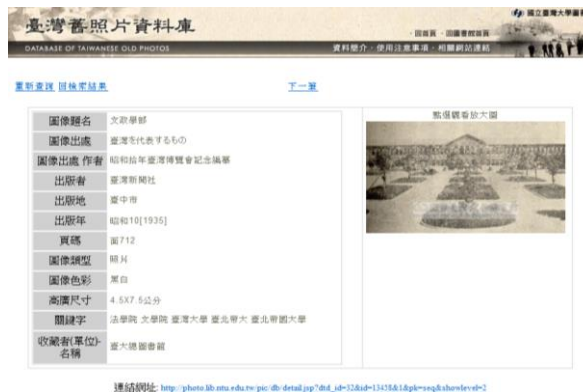 臺灣舊照片資料庫
DATABASE OF TAIWANESE OLD PHOTOS
國立臺灣大學圖
回首頁 · 回圖書館首頁
資料簡介 · 使用注意事項 · 相關網站連結
重新查詢 回檢索結果 下一筆
圖像題名 文政學部
圖像出處 臺灣を代表するもの
圖像出處 作者 昭和拾年臺灣博覽會記念編纂
出版者 臺灣新聞社
出版地 臺中市
出版年 昭和10[1935]
頁碼 面712.
圖像類型 照片
圖像色彩 黑白
高廣尺寸 4.5X7.5公分
關鍵字 法學院 文學院 臺灣大學 臺北帝大 臺北帝國大學
收藏者(單位)-名稱 臺大總圖書館
點選觀看放大圖
連結網址: http://photo.lib.ntu.edu.tw/pic/db/detail.jsp?dtd_id=32&id=13458&1&pk=seq&showlevel=2